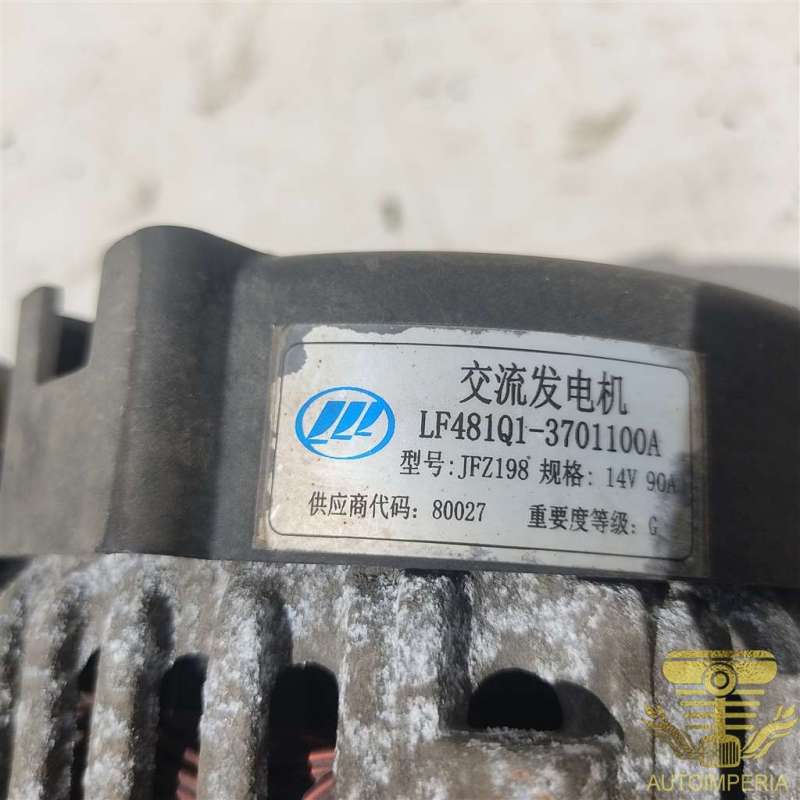 交流发电机
LF481Q1-3701100A
型号: JFZ198 规格: 14V 90A
供应商代码: 80027 重要度等级: G
AUTOIMPERIA